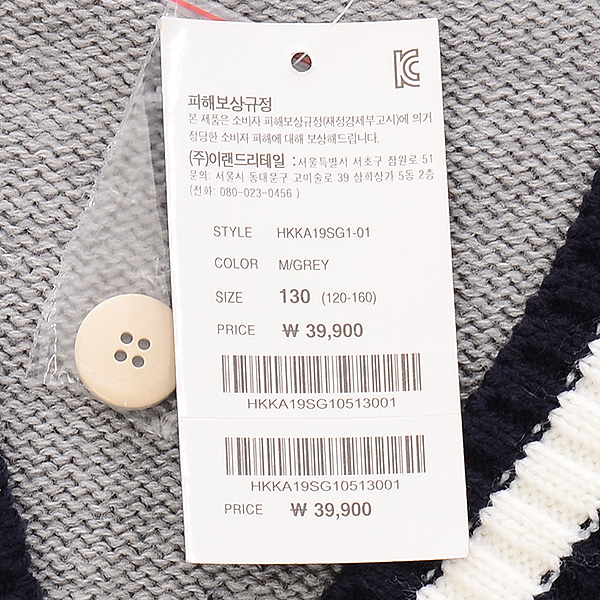 피해보상규정
본 제품은 소비자 피해보상규정(재정경제부고시)에 의거
정당한 소비자 피해에 대해 보상해드립니다.
(주)이랜드리테일 : 서울특별시 서초구 잠원로 51
문의: 서울시 동대문구 고미술로 39 삼희상가 5동 2층
(전화: 080-023-0456 )
STYLE HKKA19SG1-01
COLOR M/GREY
SIZE 130 (120-160)
PRICE ₩ 39,900
HKKA19SG10513001
HKKA19SG10513001
PRICE ₩ 39,900